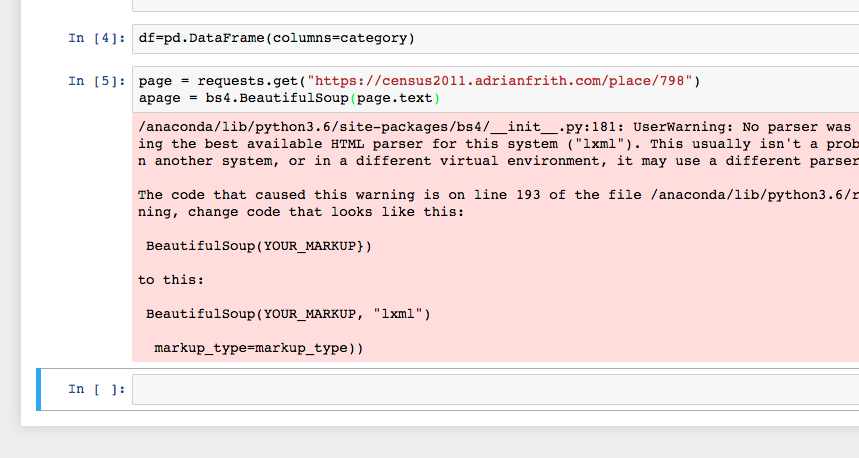 In [4]: df=pd.DataFrame(columns=category)
In [5]: page = requests.get("https://census2011.adrianfrith.com/place/798")
apage = bs4.BeautifulSoup(page.text)
/anaconda/lib/python3.6/site-packages/bs4/__init__.py:181: UserWarning: No parser was
ing the best available HTML parser for this system ("lxml"). This usually isn't a prob
n another system, or in a different virtual environment, it may use a different parser
The code that caused this warning is on line 193 of the file /anaconda/lib/python3.6/r
ning, change code that looks like this:
BeautifulSoup(YOUR_MARKUP})
to this:
BeautifulSoup(YOUR_MARKUP, "lxml")
markup_type=markup_type))
In [ ]: